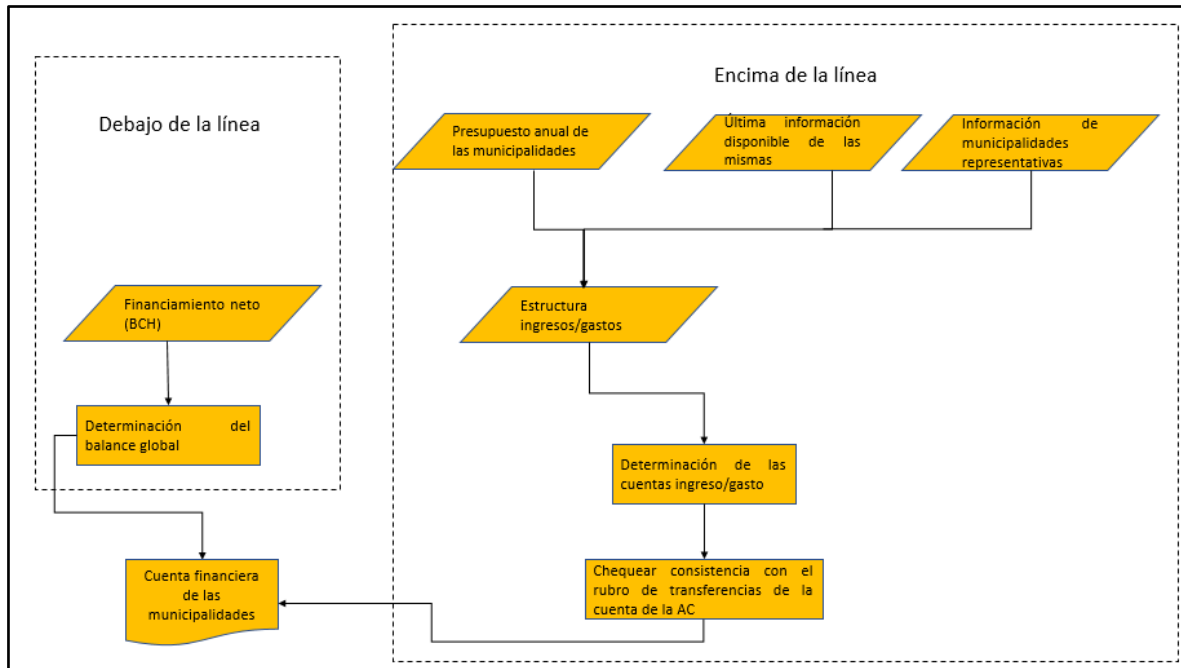 Debajo de la línea
Financiamiento neto
(BCH)
Determinación del
balance global
Cuenta financiera
de las
municipalidades
Encima de la línea
Presupuesto anual de
las municipalidades
Última información
disponible de las
mismas
Información de
municipalidades
representativas
Estructura
ingresos/gastos
Determinación de las
cuentas ingreso/gasto
Chequear consistencia con el
rubro de transferencias de la
cuenta de la AC